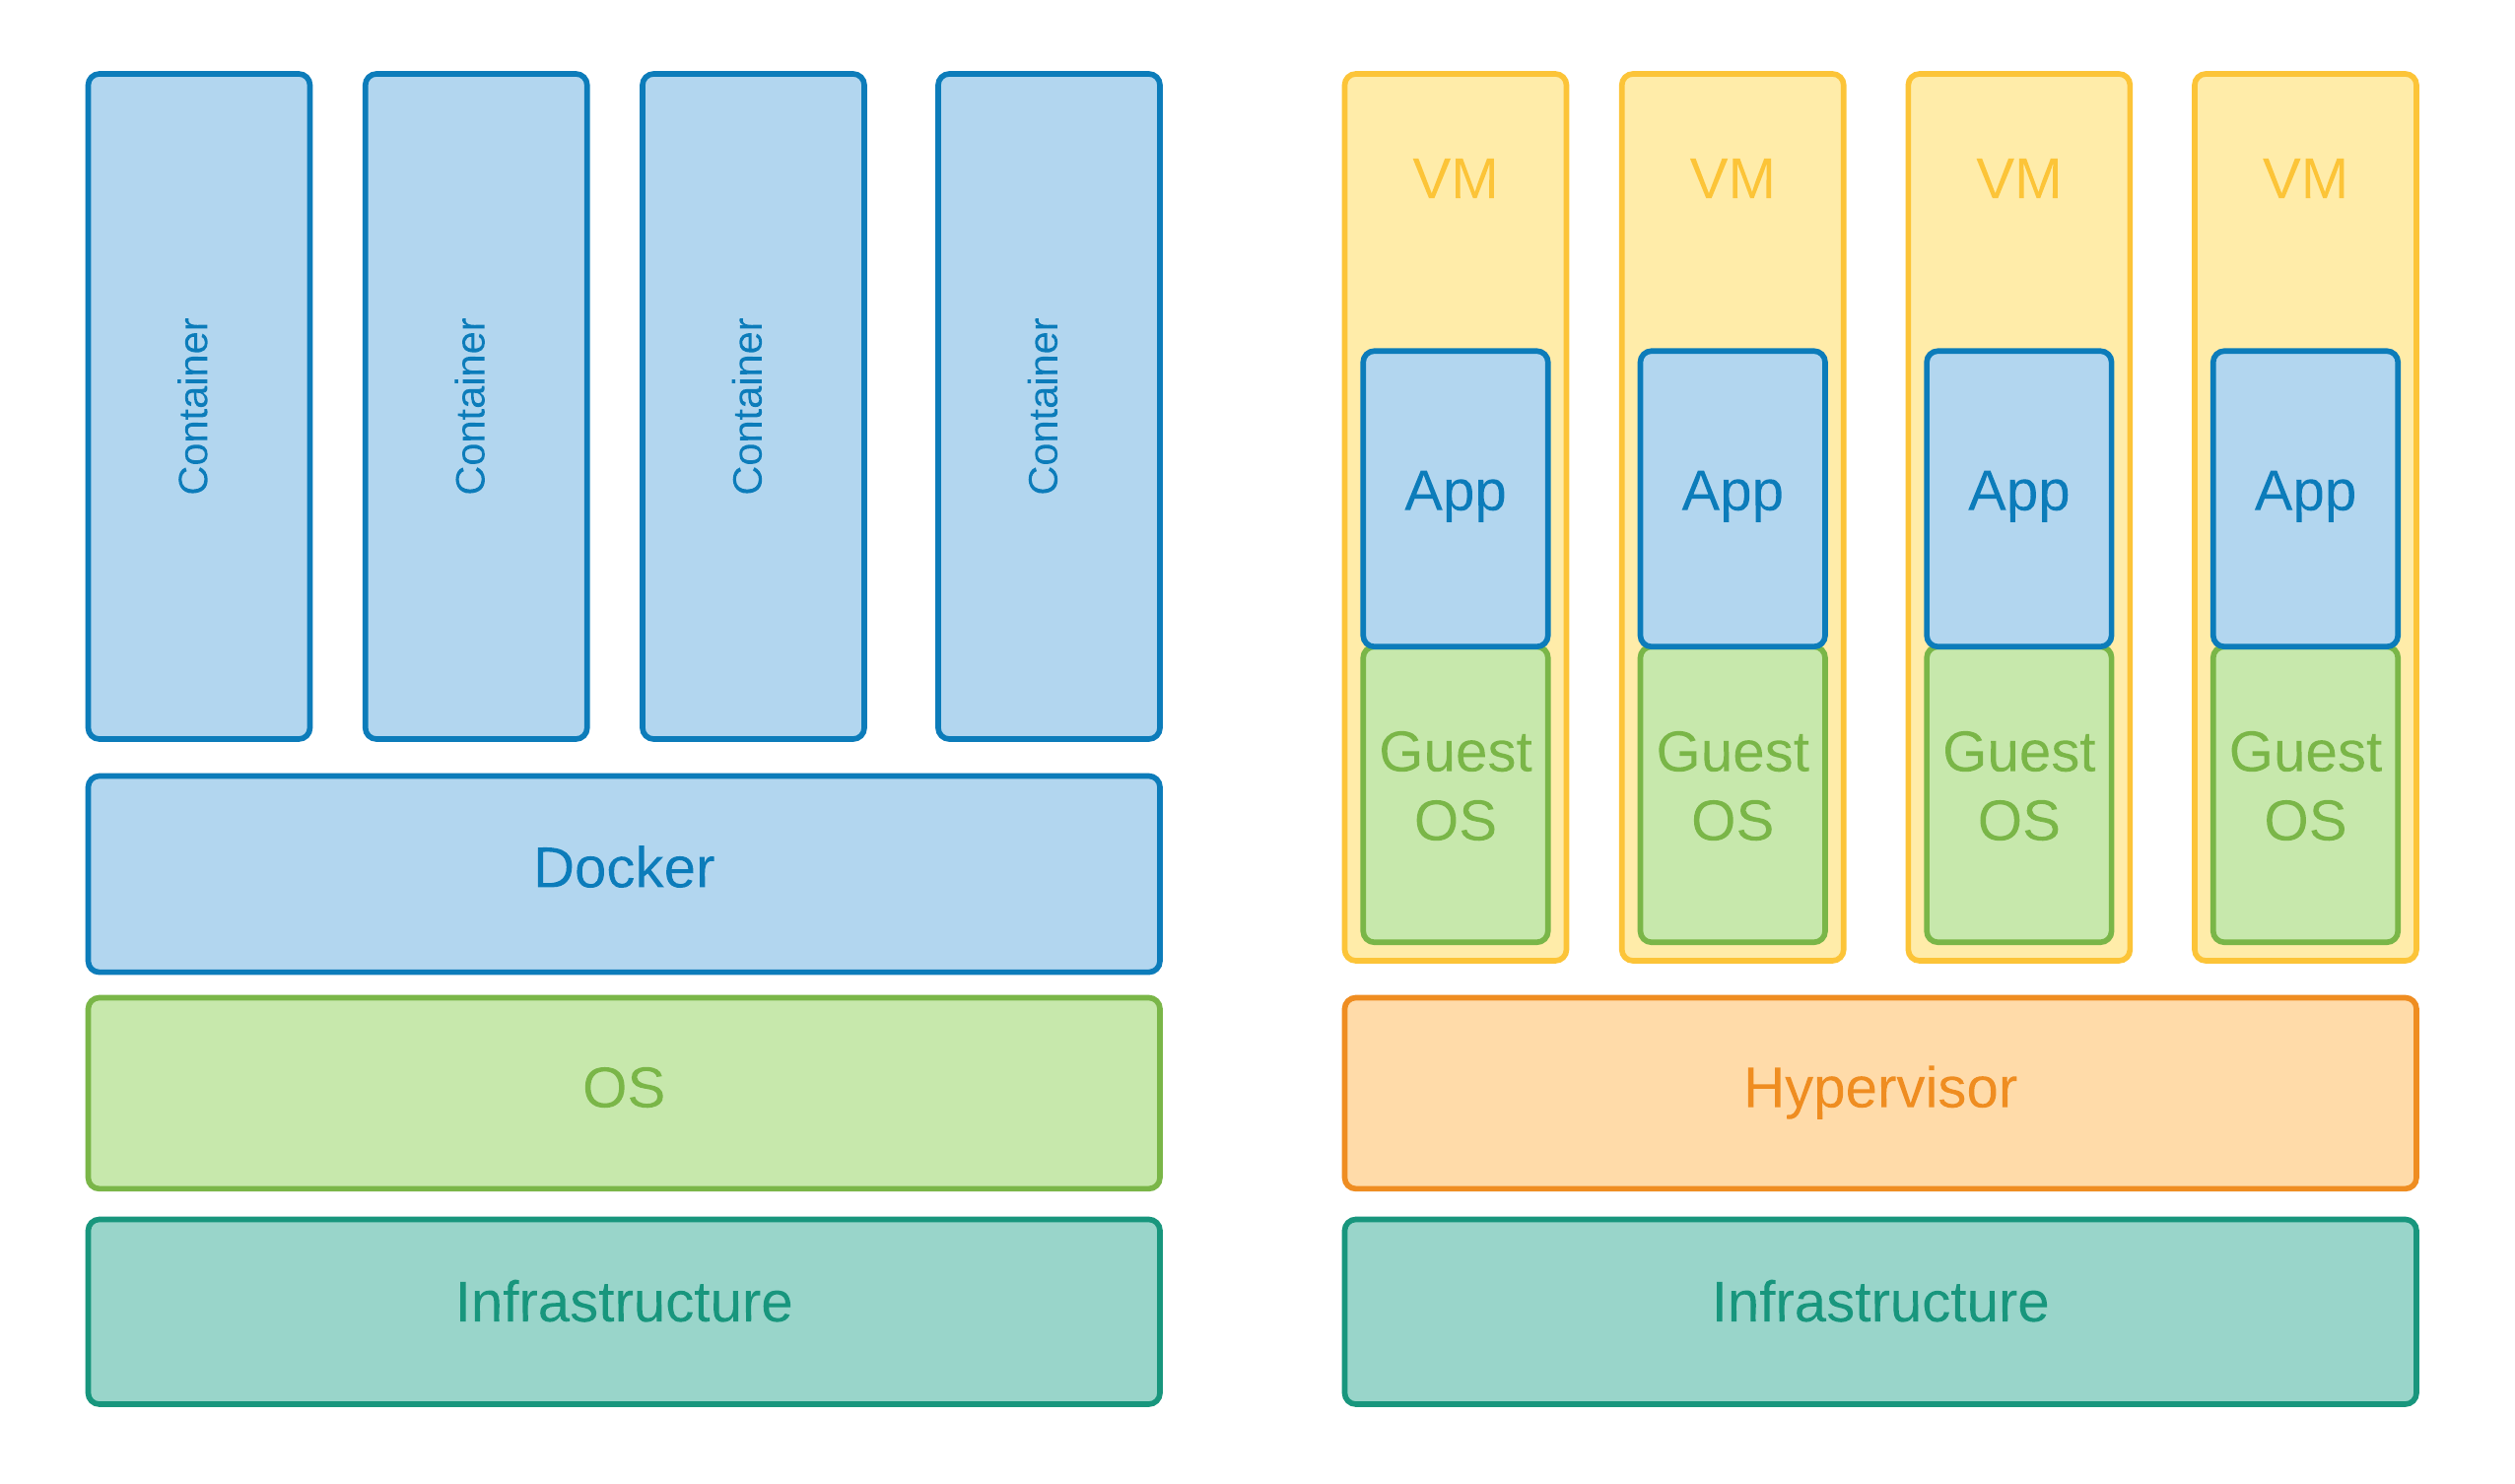 Container
Container
Container
Container
Docker
OS
Infrastructure
VM
VM
VM
VM
App
App
App
App
Guest
OS
Guest
OS
Guest
OS
Guest
OS
Hypervisor
Infrastructure